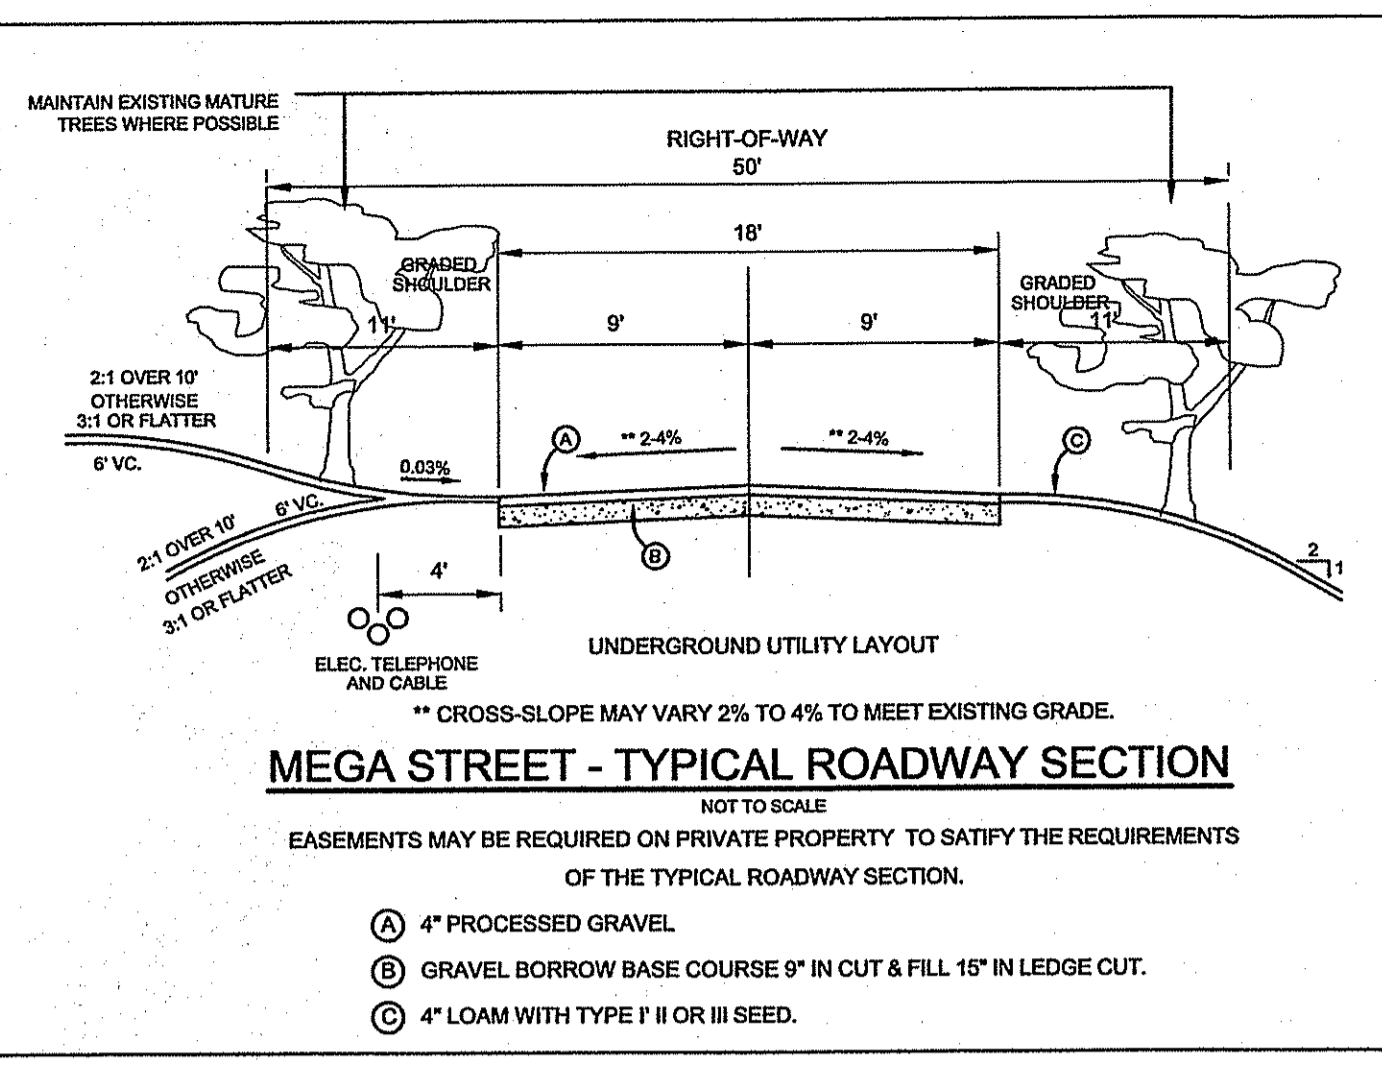 MAINTAIN EXISTING MATURE
TREES WHERE POSSIBLE
RIGHT-OF-WAY
50'
18'
GRADED
SHOULDER
11'
9'
9'
GRADED
SHOULDER
11'
2:1 OVER 10'
OTHERWISE
3:1 OR FLATTER
6' VC.
0.03%
A
** 2-4%
** 2-4%
C
6' VC.
2:1 OVER 10'
OTHERWISE
3:1 OR FLATTER
B
2
1
4'
ELEC. TELEPHONE
AND CABLE
UNDERGROUND UTILITY LAYOUT
** CROSS-SLOPE MAY VARY 2% TO 4% TO MEET EXISTING GRADE.
MEGA STREET - TYPICAL ROADWAY SECTION
NOT TO SCALE
EASEMENTS MAY BE REQUIRED ON PRIVATE PROPERTY TO SATIFY THE REQUIREMENTS
OF THE TYPICAL ROADWAY SECTION.
A 4" PROCESSED GRAVEL
B GRAVEL BORROW BASE COURSE 9" IN CUT & FILL 15" IN LEDGE CUT.
C 4" LOAM WITH TYPE I' II OR III SEED.